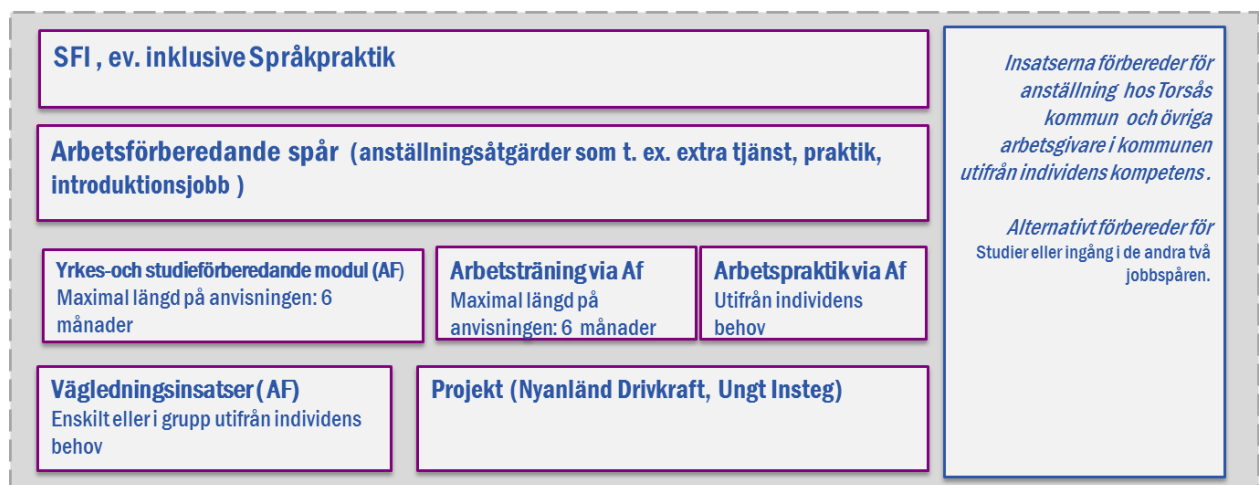 SFI , ev. inklusive Språkpraktik
Arbetsförberedande spår (anställningsåtgärder som t. ex. extra tjänst, praktik,
introduktionsjobb )
Yrkes-och studieförberedande modul (AF)
Maximal längd på anvisningen: 6
månader
Arbetsträning via Af
Maximal längd på
anvisningen: 6 månader
Arbetspraktik via Af
Utifrån individens
behov
Vägledningsinsatser ( AF)
Enskilt eller i grupp utifrån individens
behov
Projekt (Nyanländ Drivkraft, Ungt Insteg)
Insatserna förbereder för
anställning hos Torsås
kommun och övriga
arbetsgivare i kommunen
utifrån individens kompetens .
Alternativt förbereder för
Studier eller ingång i de andra två
jobbspåren.